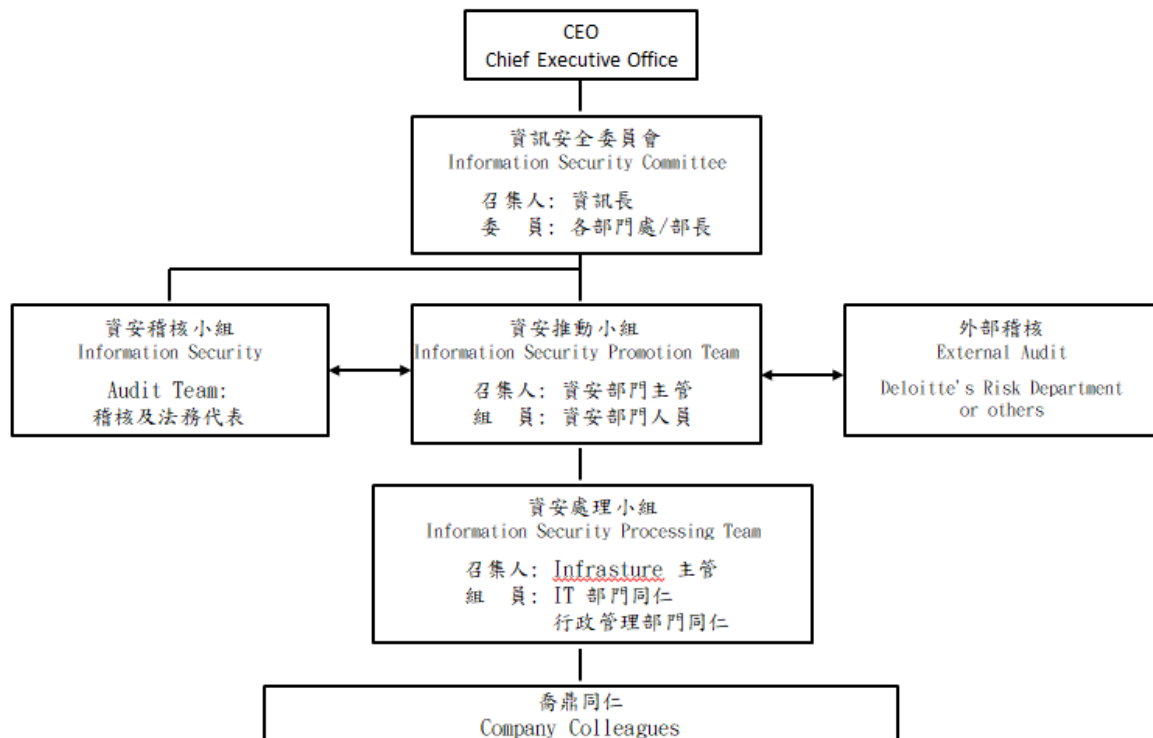 CEO
Chief Executive Office
資訊安全委員會
Information Security Committee
召集人: 資訊長
委 員: 各部門處/部長
資安稽核小組
Information Security
Audit Team:
稽核及法務代表
資安推動小組
Information Security Promotion Team
召集人: 資安部門主管
組 員: 資安部門人員
外部稽核
External Audit
Deloitte's Risk Department
or others
資安處理小組
Information Security Processing Team
召集人: Infrasture 主管
組 員: IT 部門同仁
行政管理部門同仁
喬鼎同仁
Company Colleagues